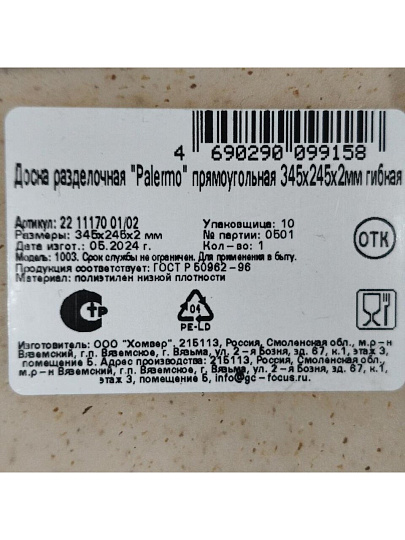 4 690290 099158
Доска разделочная "Palermo" прямоугольная 345x245x2мм гибкая
Артикул: 22 11170 01/02
Размеры: 345x245x2 мм
Дата изгот.: 05.2024 г.
Упаковщица: 10
№ партии: 0501
Кол-во: 1
ОТК
Модель: 1003. Срок службы не ограничен. Для применения в быту.
Продукция соответствует: ГОСТ Р 50962-96
Материал: полиэтилен низкой плотности
04
PE-LD
Изготовитель: ООО "Хомвер", 215113, Россия, Смоленская обл., м.р-н
Вяземский, г.п. Вяземское, г. Вязьма, ул. 2-я Бозня, зд. 67, к.1, этаж 3,
помещение Б. Адрес производства: 215113, Россия, Смоленская обл.,
м.р-н Вяземский, г.п. Вяземское, г. Вязьма, ул. 2-я Бозня, зд. 67, к.1,
этаж 3, помещение Б, info@gc-focus.ru